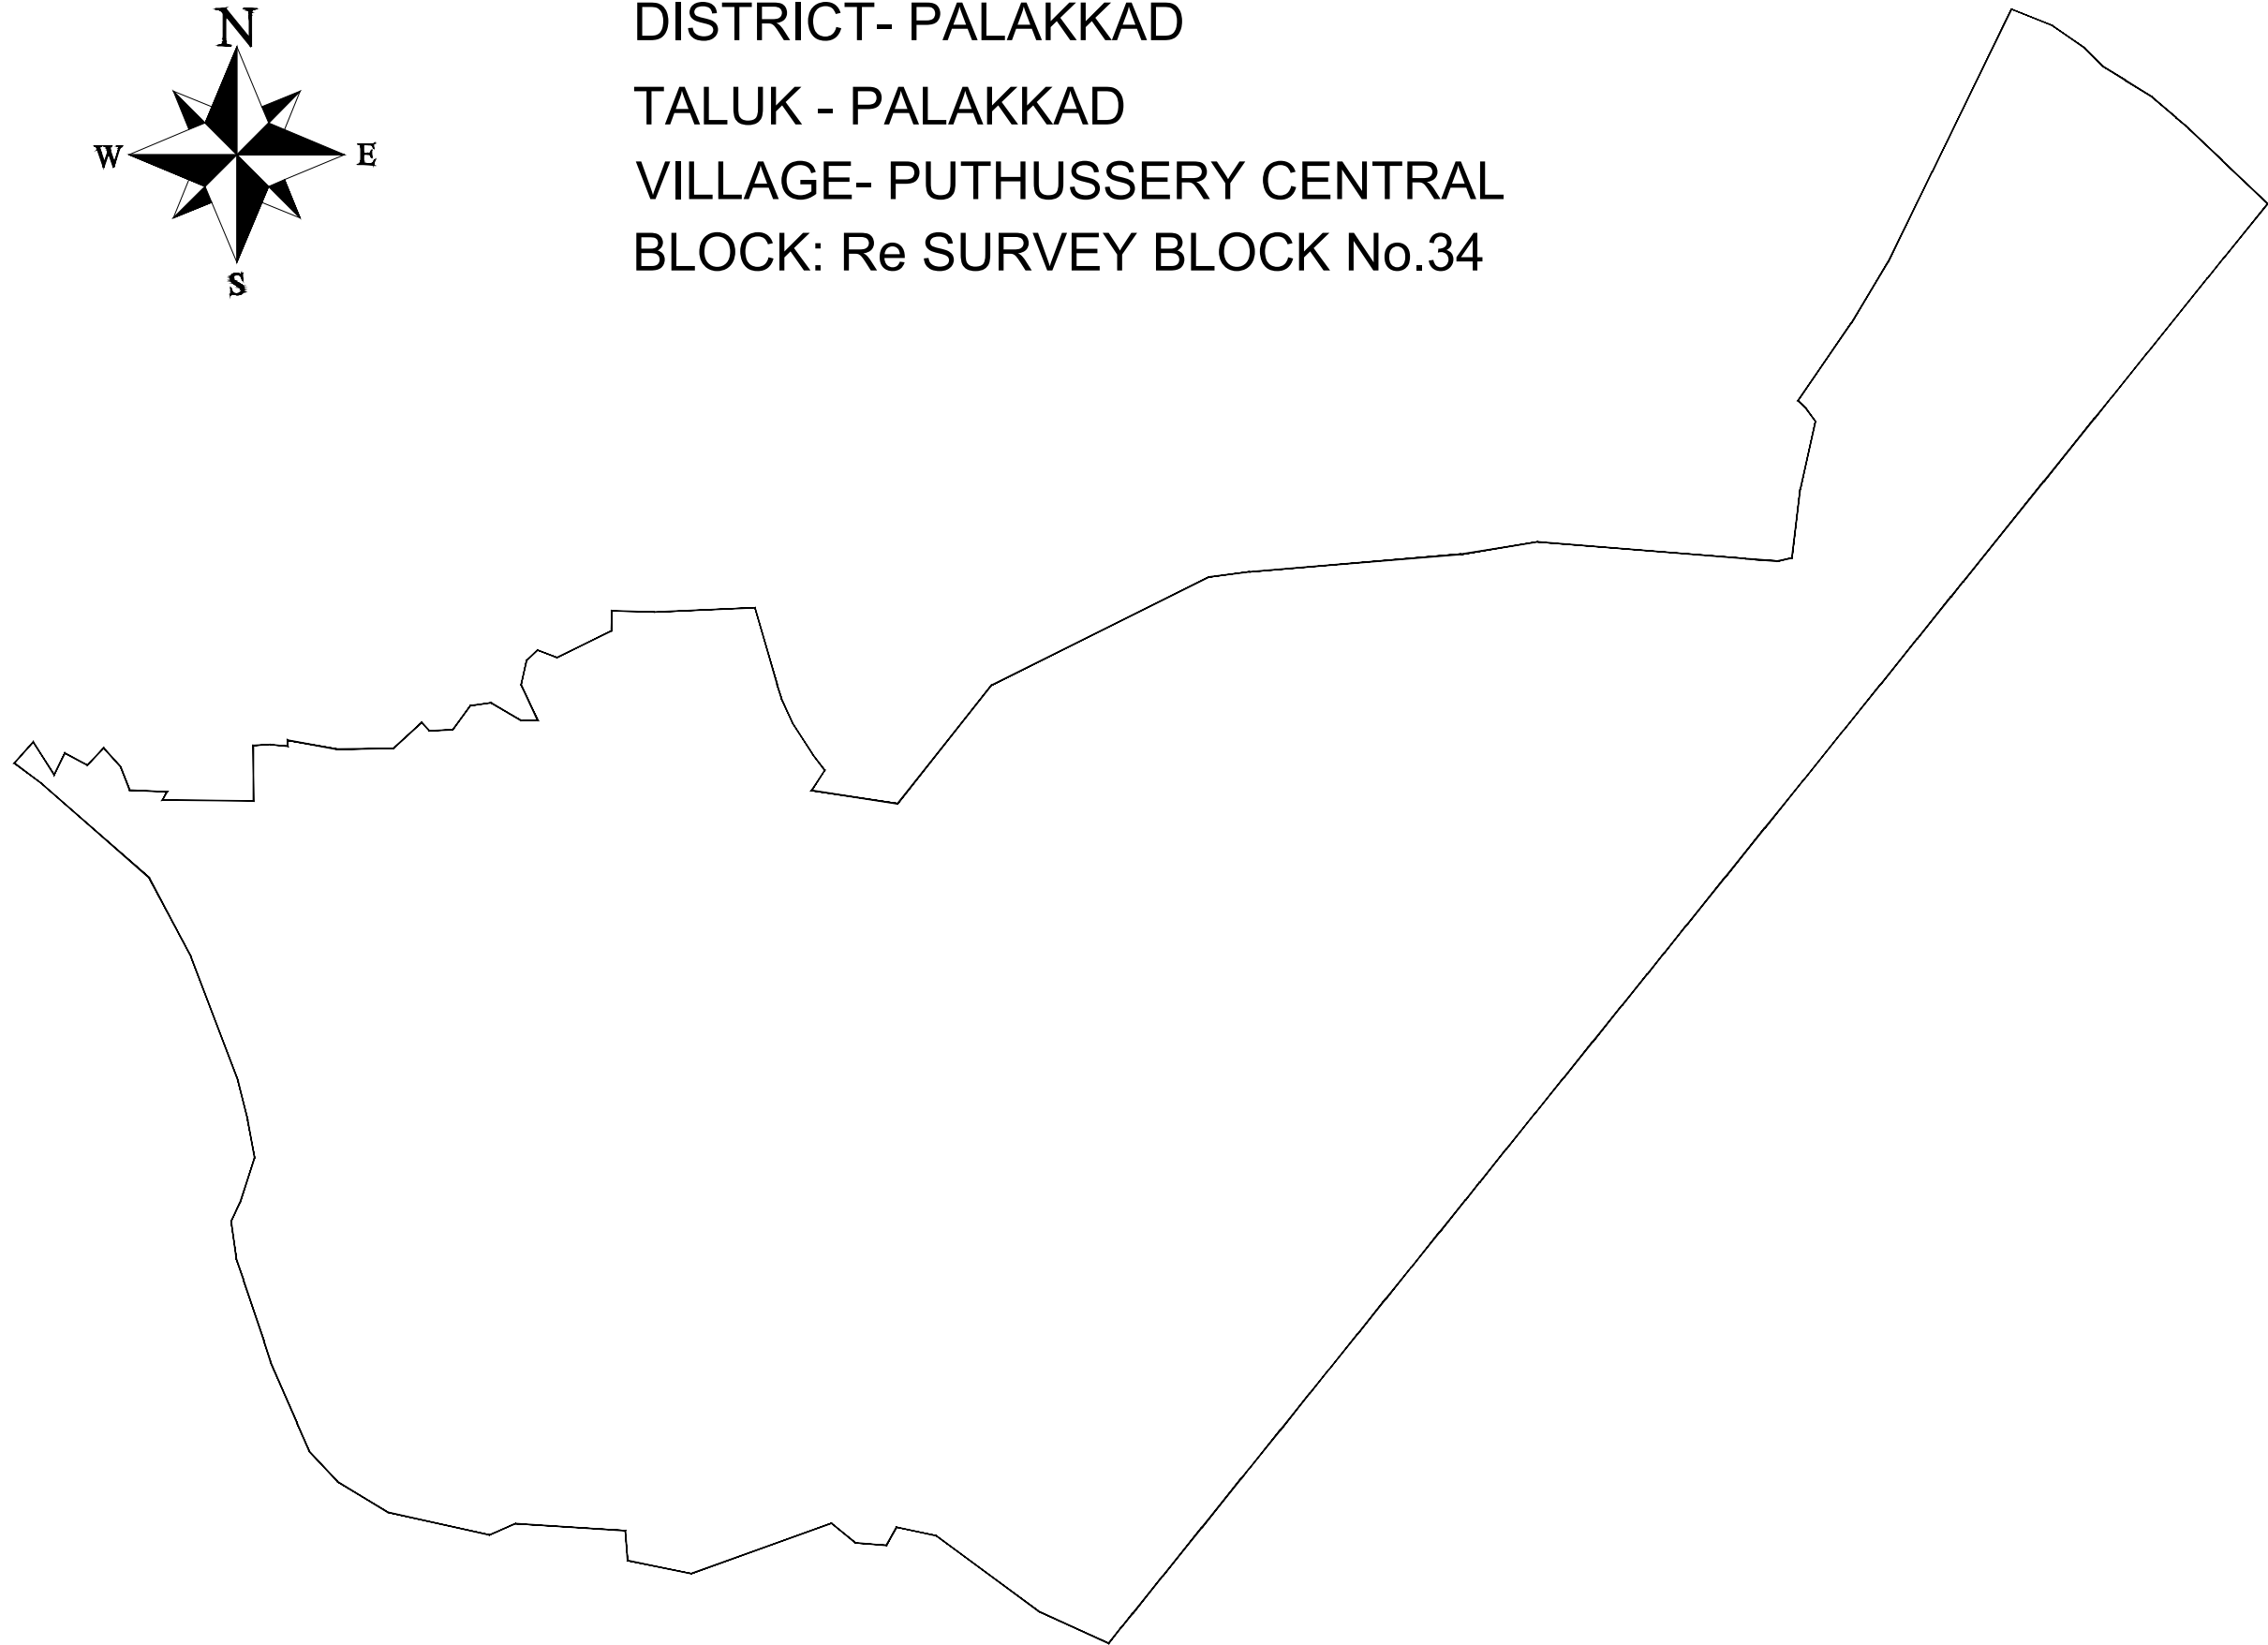 N
W
E
S
DISTRICT- PALAKKAD
TALUK - PALAKKAD
VILLAGE- PUTHUSSERY CENTRAL
BLOCK: Re SURVEY BLOCK No.34